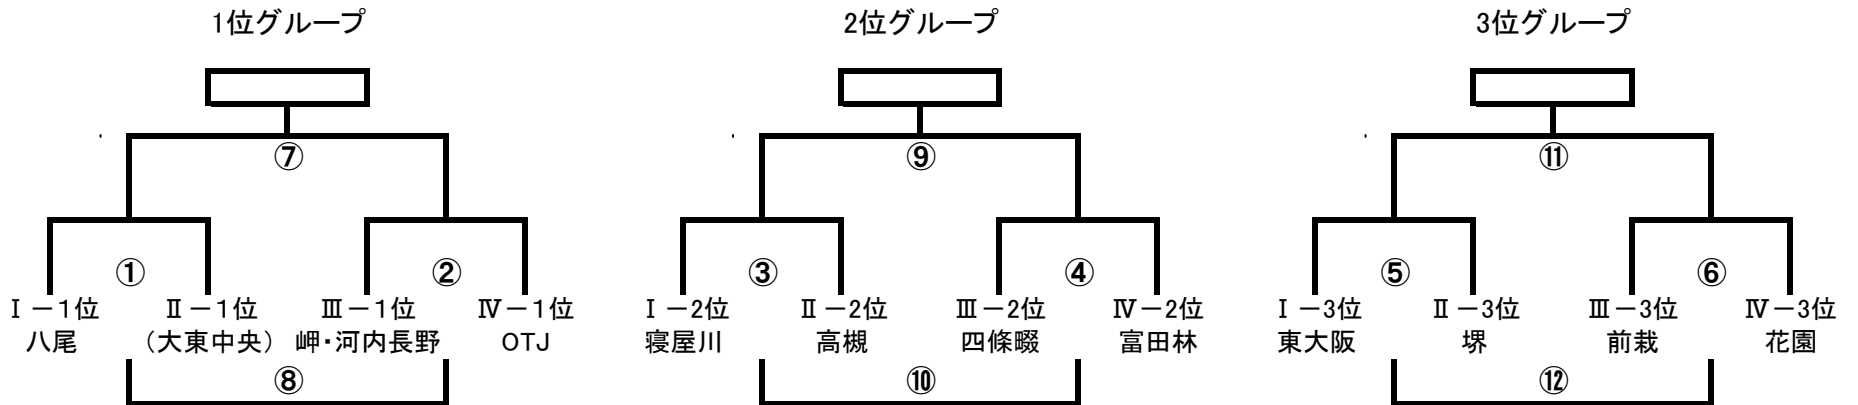 1位グループ
2位グループ
3位グループ
⑦
⑨
⑪
①
②
③
④
⑤
⑥
Ⅰ－1位
Ⅱ－1位
Ⅲ－1位
Ⅳ－1位
Ⅰ－2位
Ⅱ－2位
Ⅲ－2位
Ⅳ－2位
Ⅰ－3位
Ⅱ－3位
Ⅲ－3位
Ⅳ－3位
八尾
（大東中央）
岬・河内長野
OTJ
寝屋川
高槻
四條畷
富田林
東大阪
堺
前栽
花園
⑧
⑩
⑫